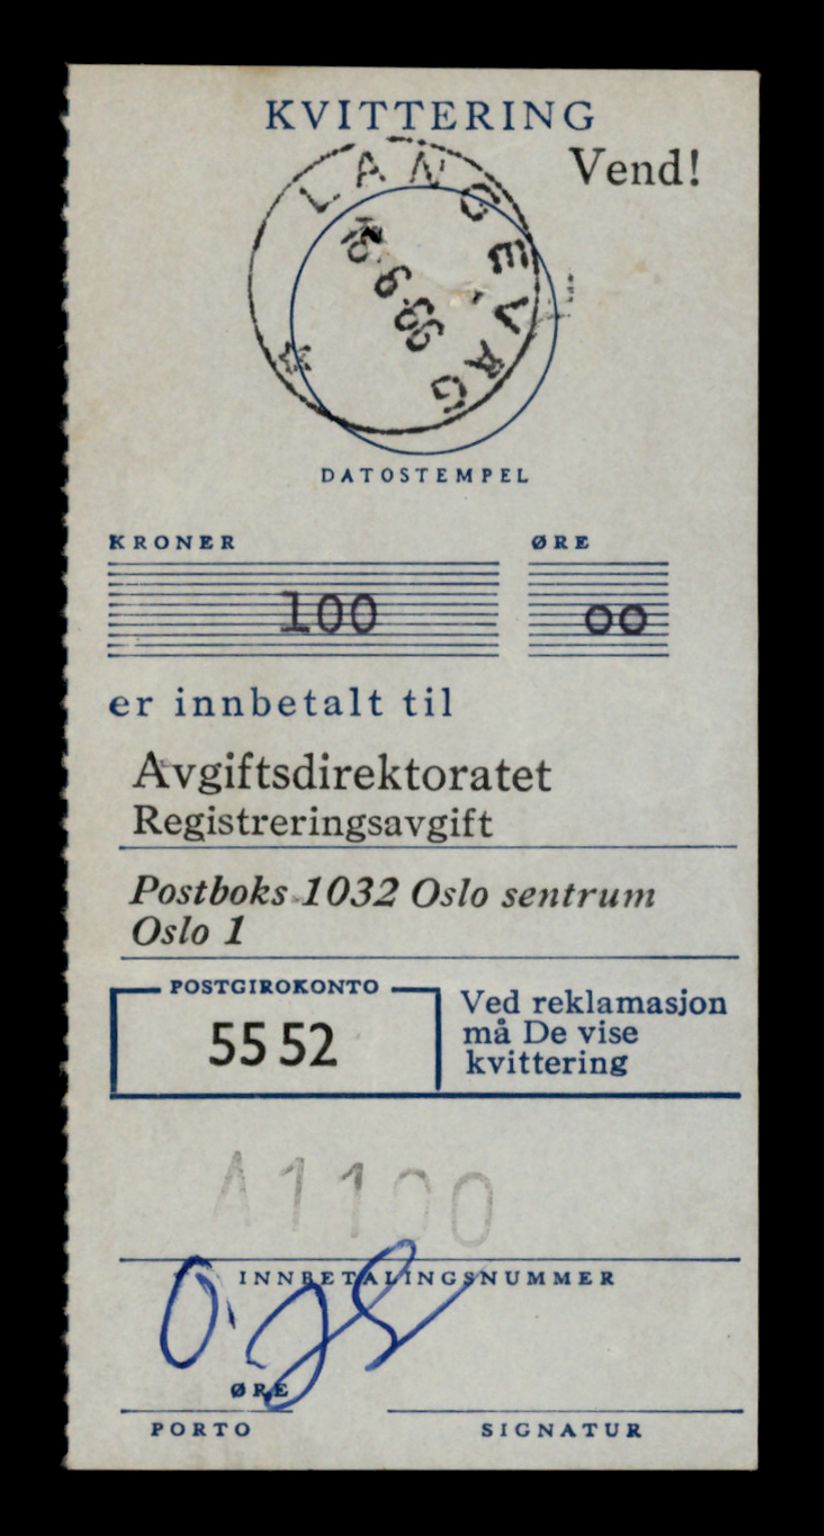 KVITTERING
Vend!
LANGEVÅG
DATOSTEMPEL
KRONER ØRE
100 00
er innbetalt til
Avgiftsdirektoratet
Registreringsavgift
Postboks 1032 Oslo sentrum
Oslo 1
POSTGIROKONTO
55 52
Ved reklamasjon
må De vise
kvittering
A1100
INNBETALINGSNUMMER
ØRE
PORTO
SIGNATUR